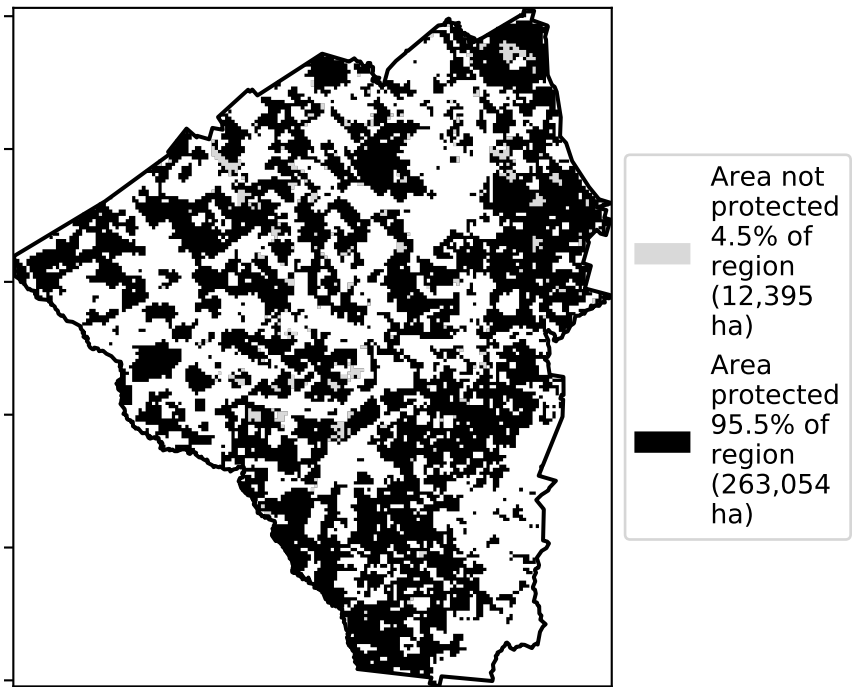 Area not
protected
4.5% of
region
(12,395
ha)
Area
protected
95.5% of
region
(263,054
ha)